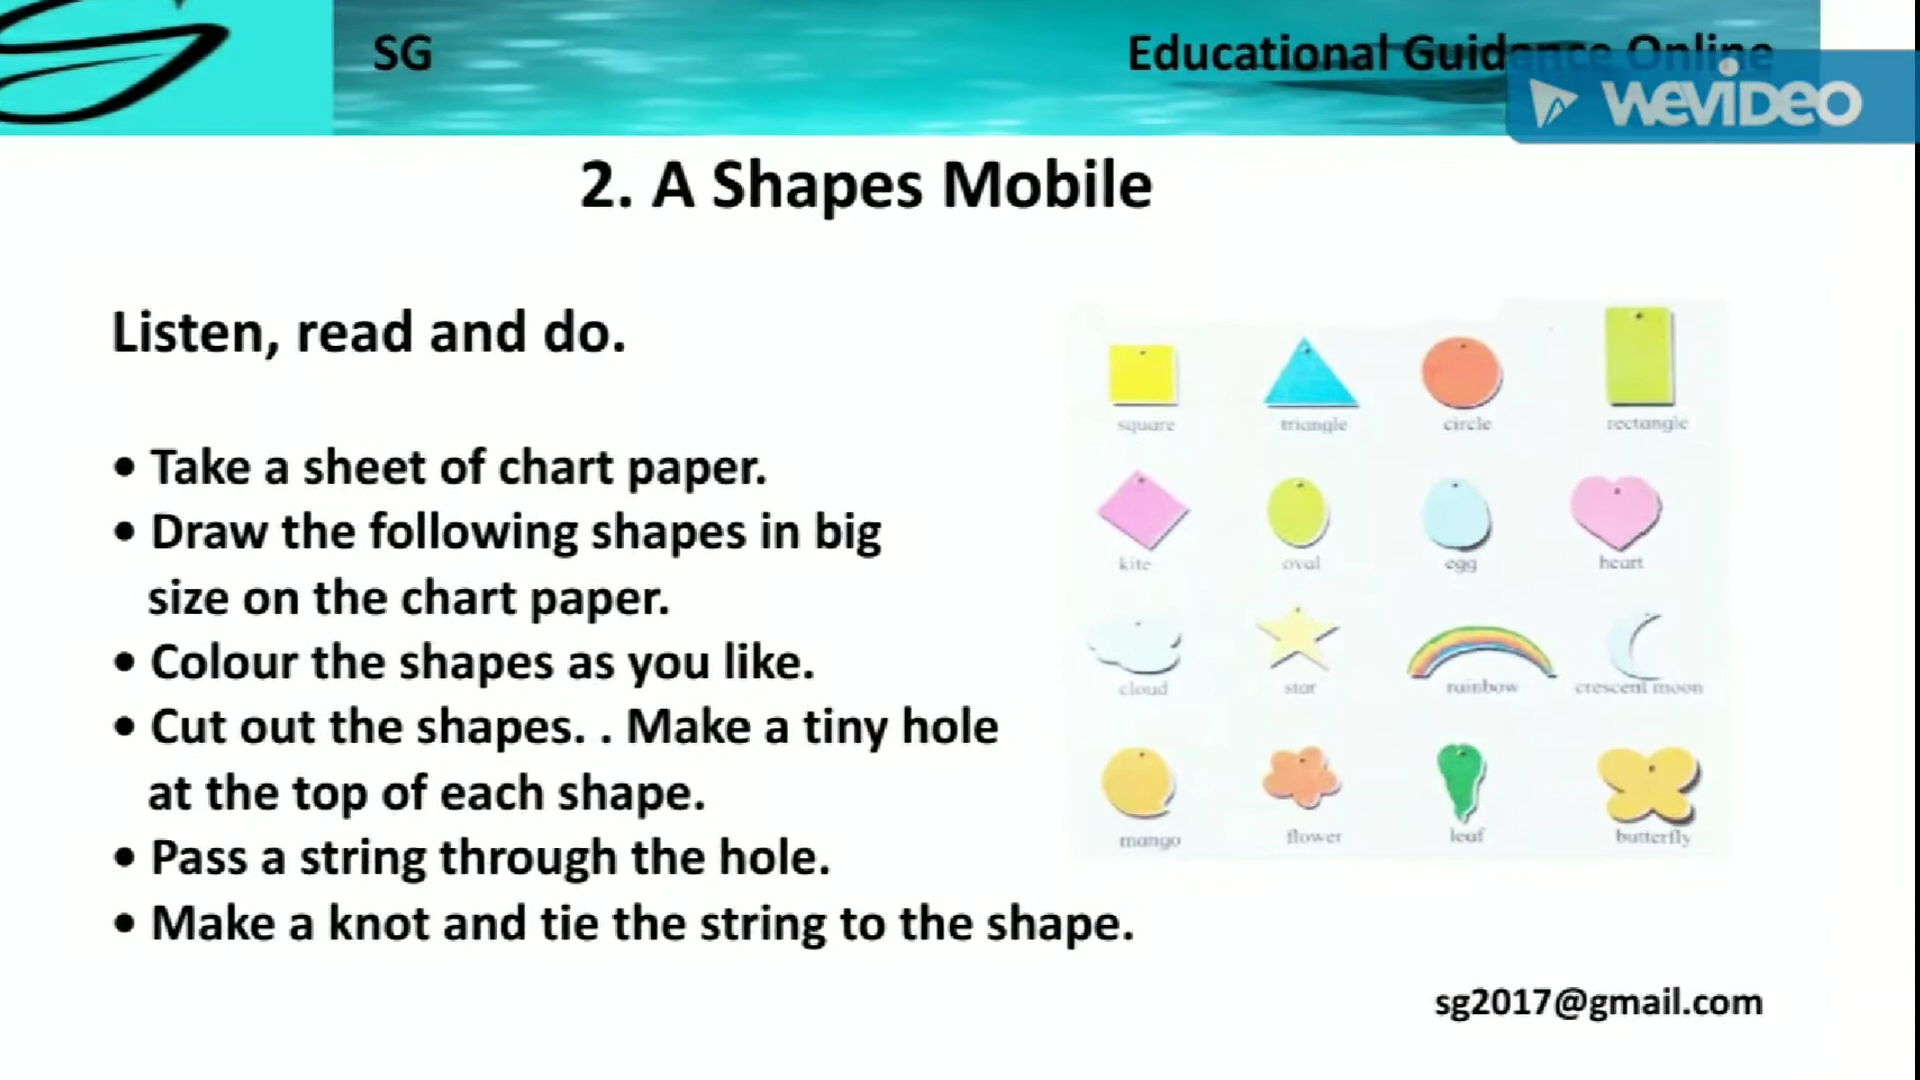 SG
Educational Guidance Online
WeVideo
2. A Shapes Mobile
Listen, read and do.
• Take a sheet of chart paper.
• Draw the following shapes in big
size on the chart paper.
• Colour the shapes as you like.
• Cut out the shapes. . Make a tiny hole
at the top of each shape.
• Pass a string through the hole.
• Make a knot and tie the string to the shape.
square triangle circle rectangle
kite oval egg heart
cloud star rainbow crescent moon
mango flower leaf butterfly
sg2017@gmail.com